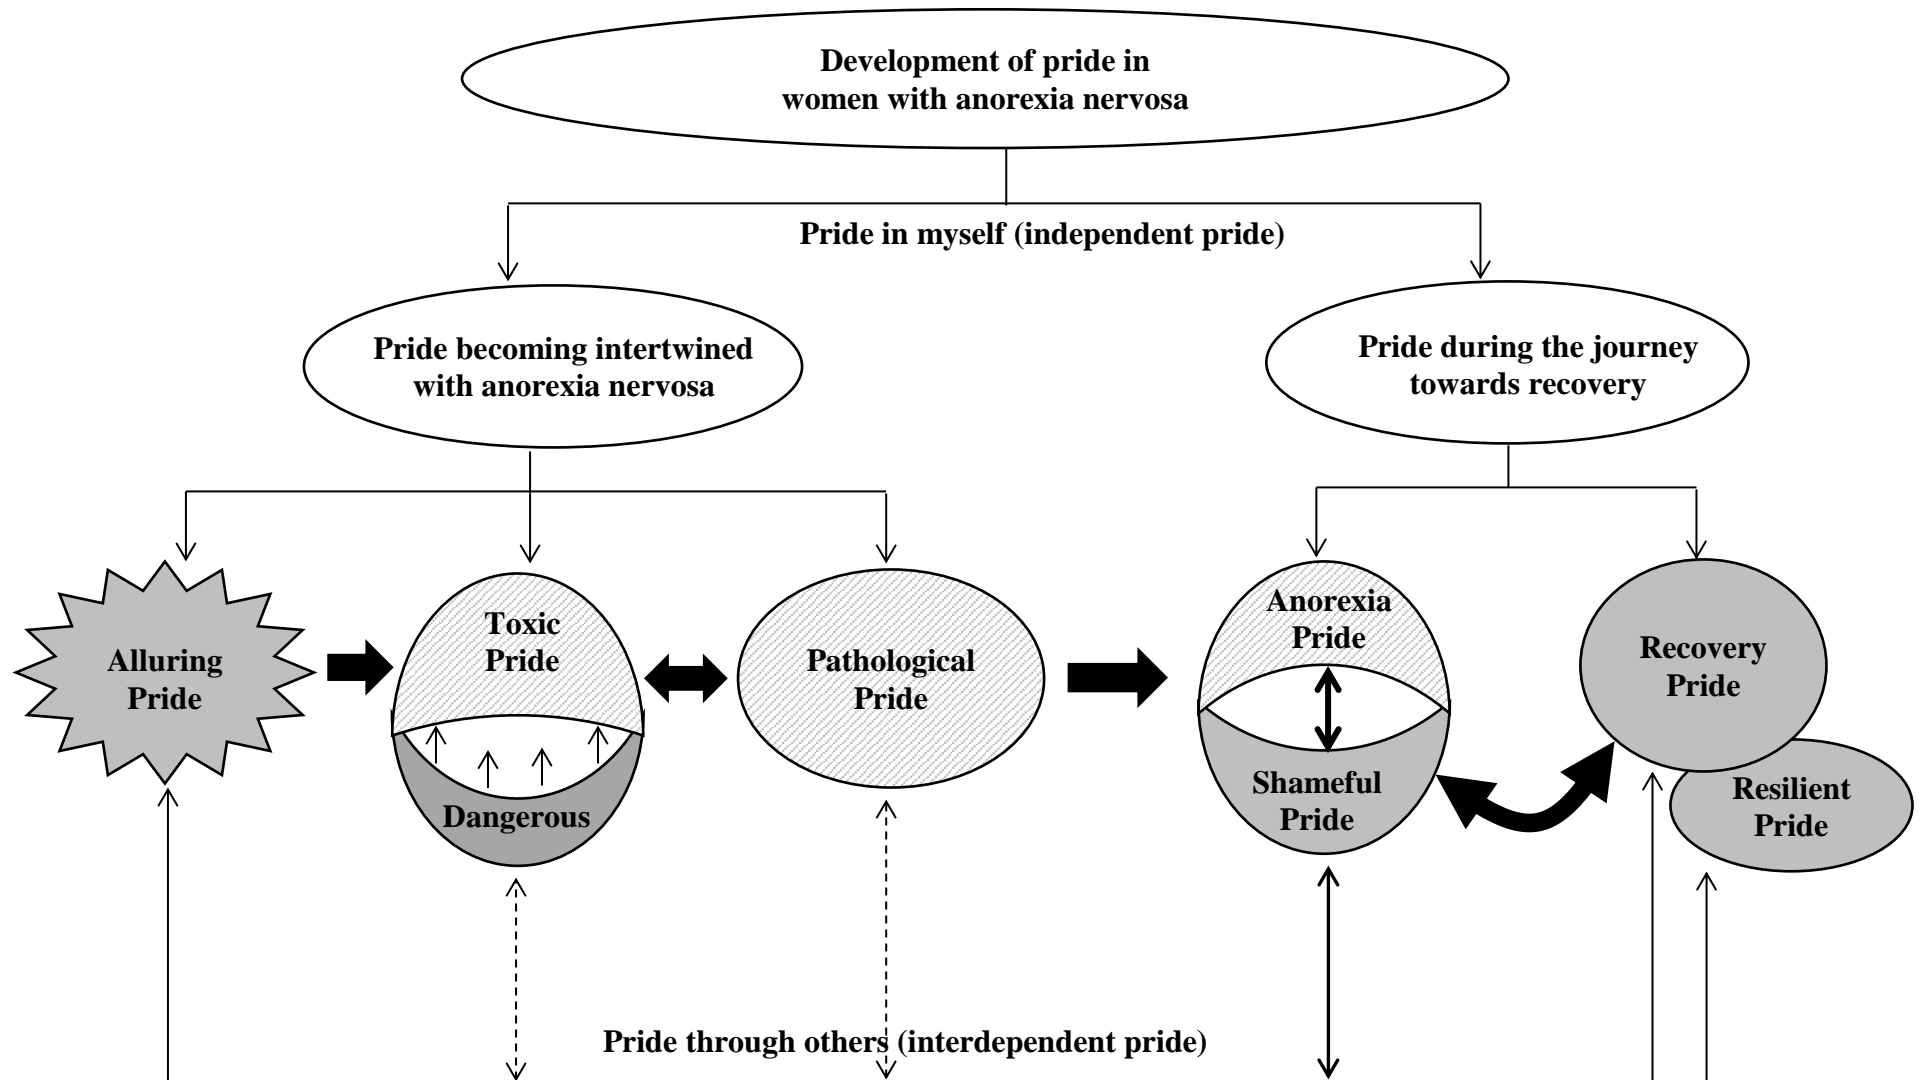 Development of pride in
women with anorexia nervosa
Pride in myself (independent pride)
Pride becoming intertwined
with anorexia nervosa
Pride during the journey
towards recovery
Alluring
Pride
Toxic
Pride
Dangerous
Pathological
Pride
Anorexia
Pride
Shameful
Pride
Recovery
Pride
Resilient
Pride
Pride through others (interdependent pride)